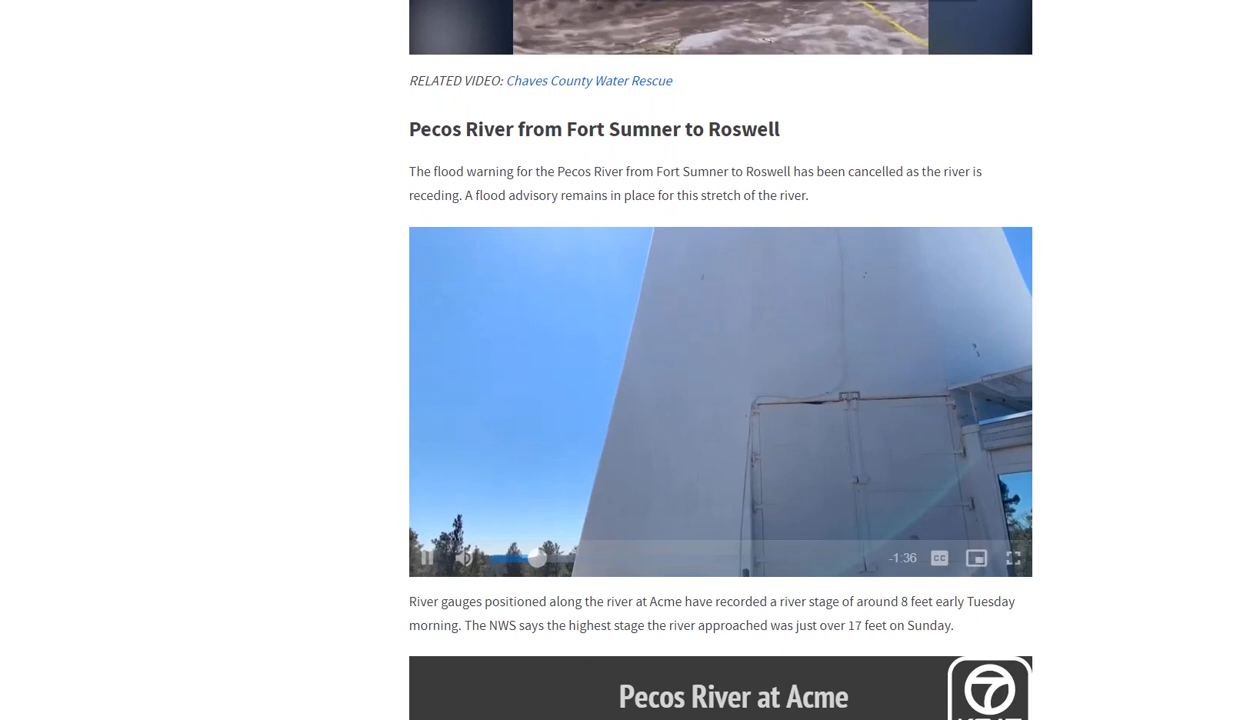 RELATED VIDEO: Chaves County Water Rescue
Pecos River from Fort Sumner to Roswell
The flood warning for the Pecos River from Fort Sumner to Roswell has been cancelled as the river is
receding. A flood advisory remains in place for this stretch of the river.
-1:36 CC
River gauges positioned along the river at Acme have recorded a river stage of around 8 feet early Tuesday
morning. The NWS says the highest stage the river approached was just over 17 feet on Sunday.
Pecos River at Acme
7